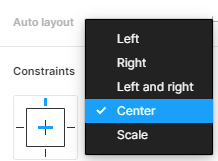 Auto layout
Left
Right
Constraints
Left and right
Center
Scale